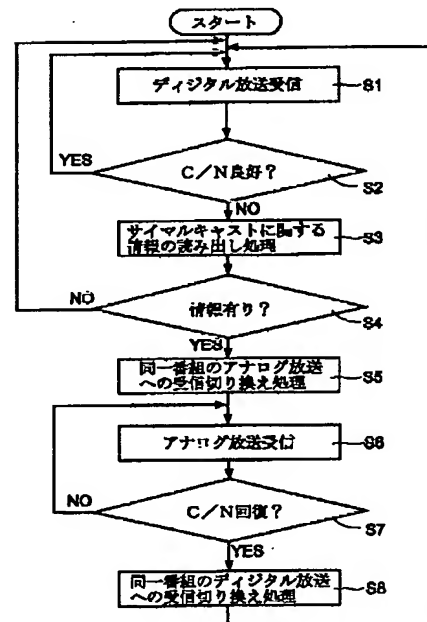 スタート
ディジタル放送受信
S1
YES
C/N良好?
S2
NO
サイマルキャストに関する
情報の読み出し処理
S3
NO
情報有り?
S4
YES
同一番組のアナログ放送
への受信切り換え処理
S5
アナログ放送受信
S6
NO
C/N回復?
S7
YES
同一番組のディジタル放送
への受信切り換え処理
S8